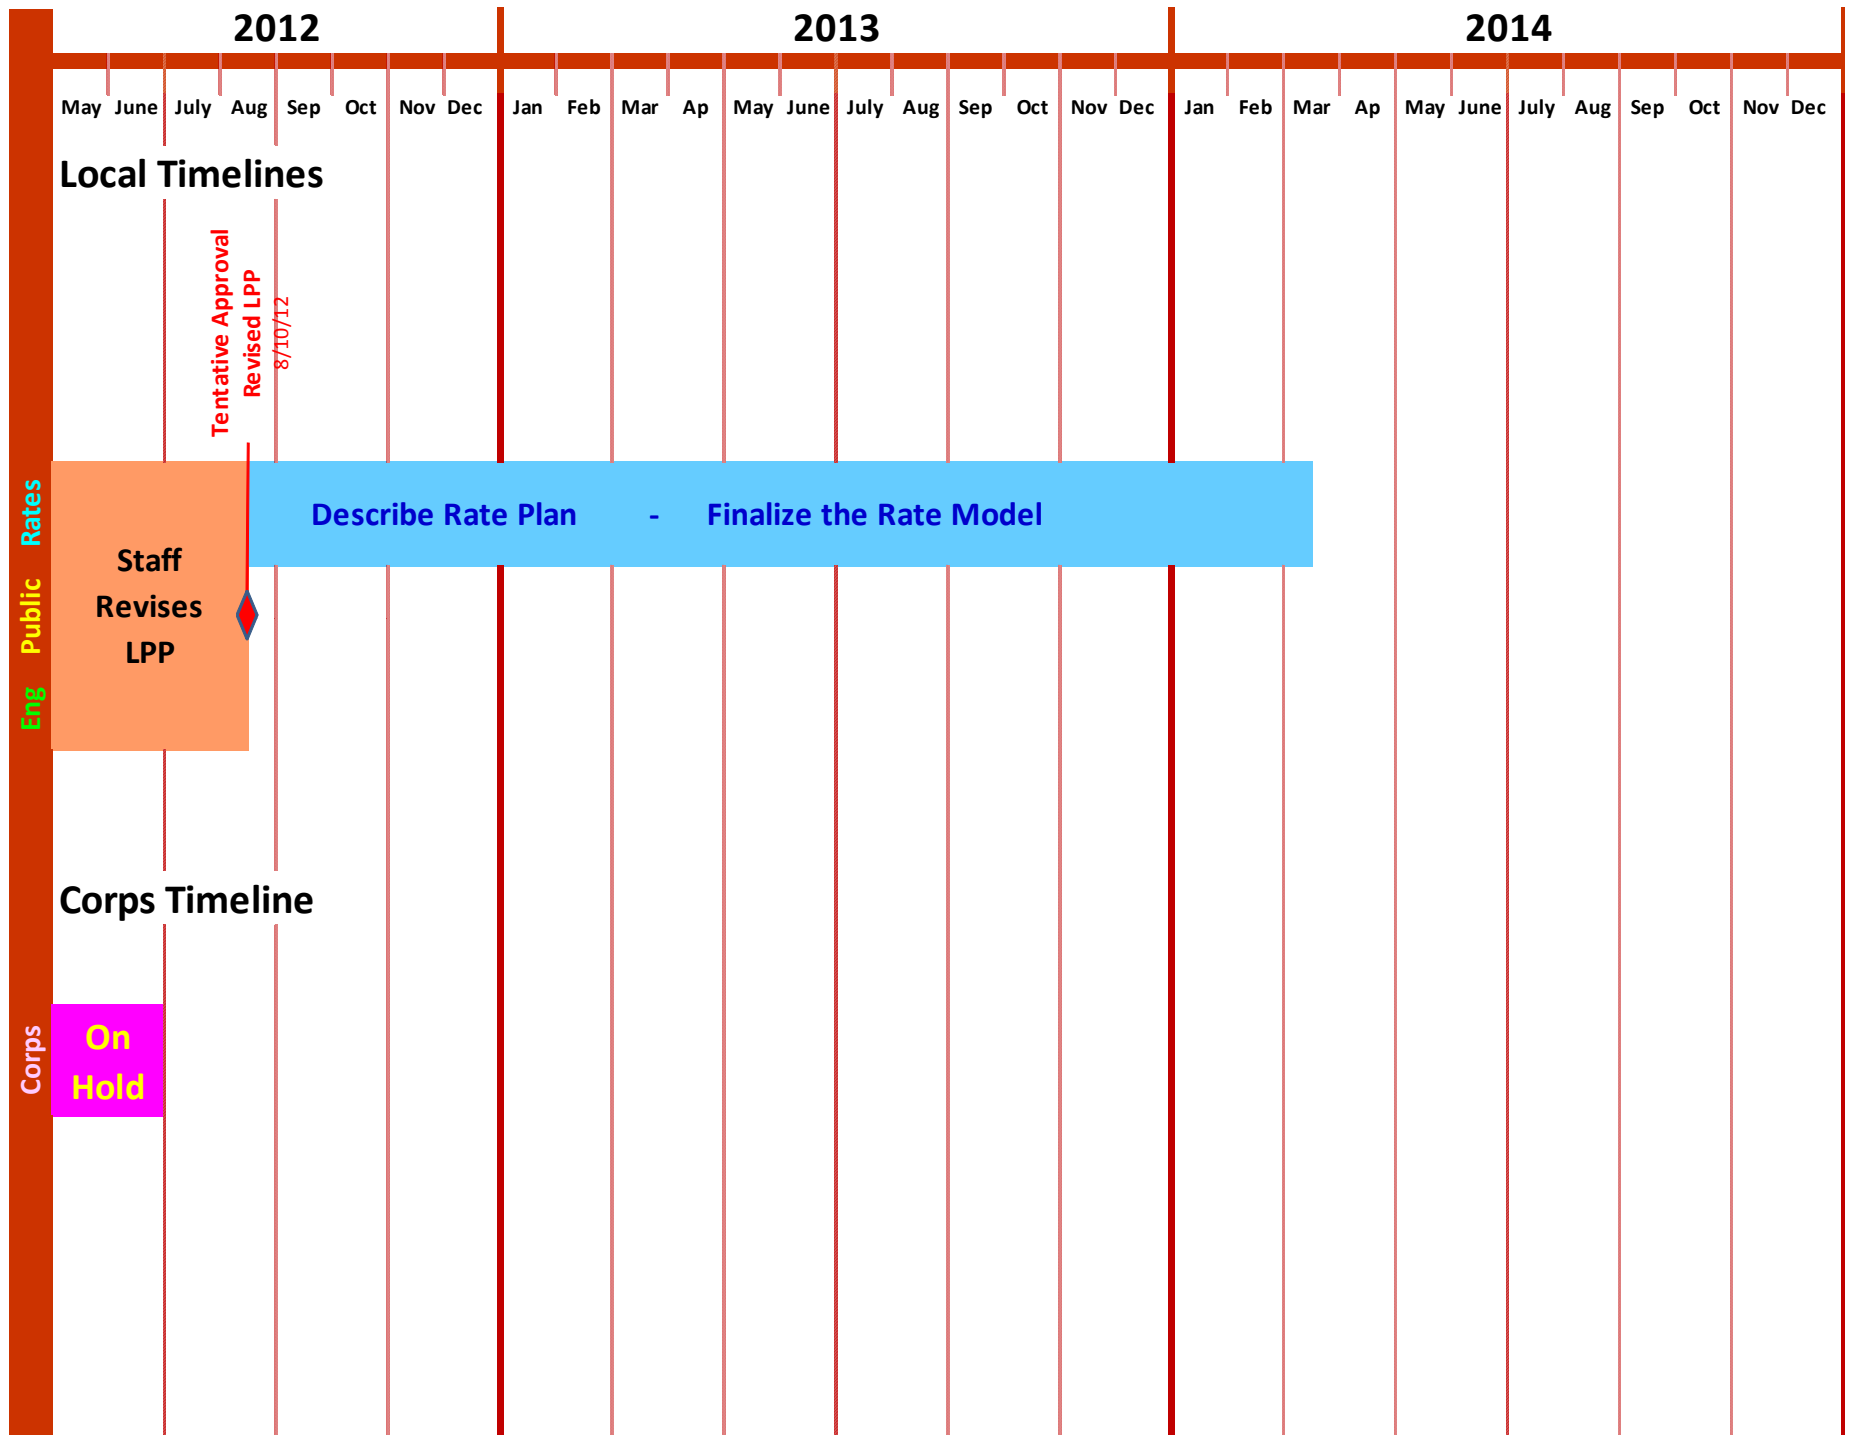 2012 2013 2014
May June July Aug Sep Oct Nov Dec Jan Feb Mar Ap May June July Aug Sep Oct Nov Dec Jan Feb Mar Ap May June July Aug Sep Oct Nov Dec
Local Timelines
Tentative Approval
Revised LPP
8/10/12
Rates
Public
Eng
Describe Rate Plan - Finalize the Rate Model
Staff
Revises
LPP
Corps Timeline
Corps
On
Hold